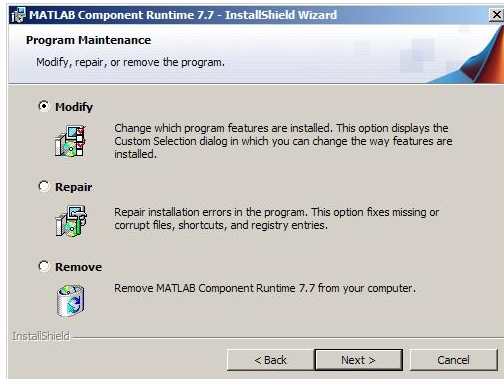 MATLAB Component Runtime 7.7 - InstallShield Wizard
Program Maintenance
Modify, repair, or remove the program.
Modify
Change which program features are installed. This option displays the
Custom Selection dialog in which you can change the way features are
installed.
Repair
Repair installation errors in the program. This option fixes missing or
corrupt files, shortcuts, and registry entries.
Remove
Remove MATLAB Component Runtime 7.7 from your computer.
InstallShield
< Back
Next >
Cancel